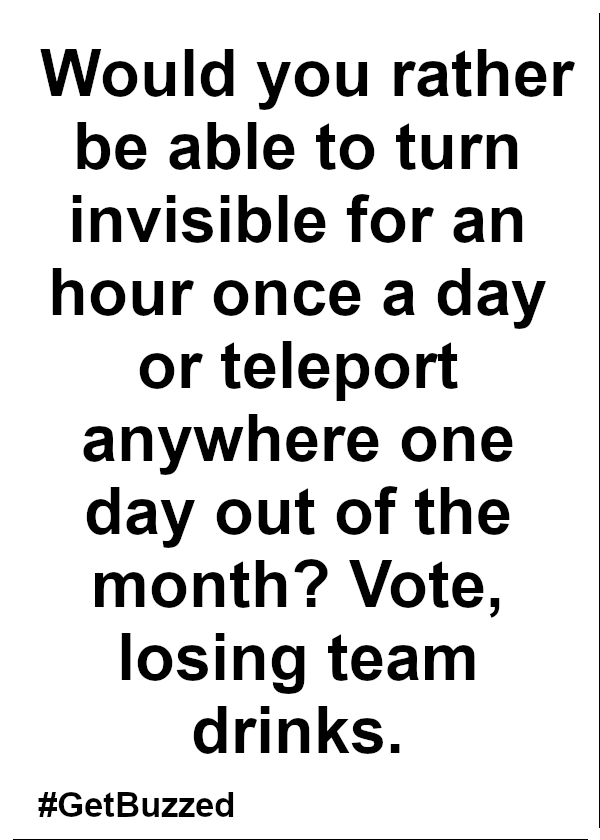 Would you rather
be able to turn
invisible for an
hour once a day
or teleport
anywhere one
day out of the
month? Vote,
losing team
drinks.
#GetBuzzed